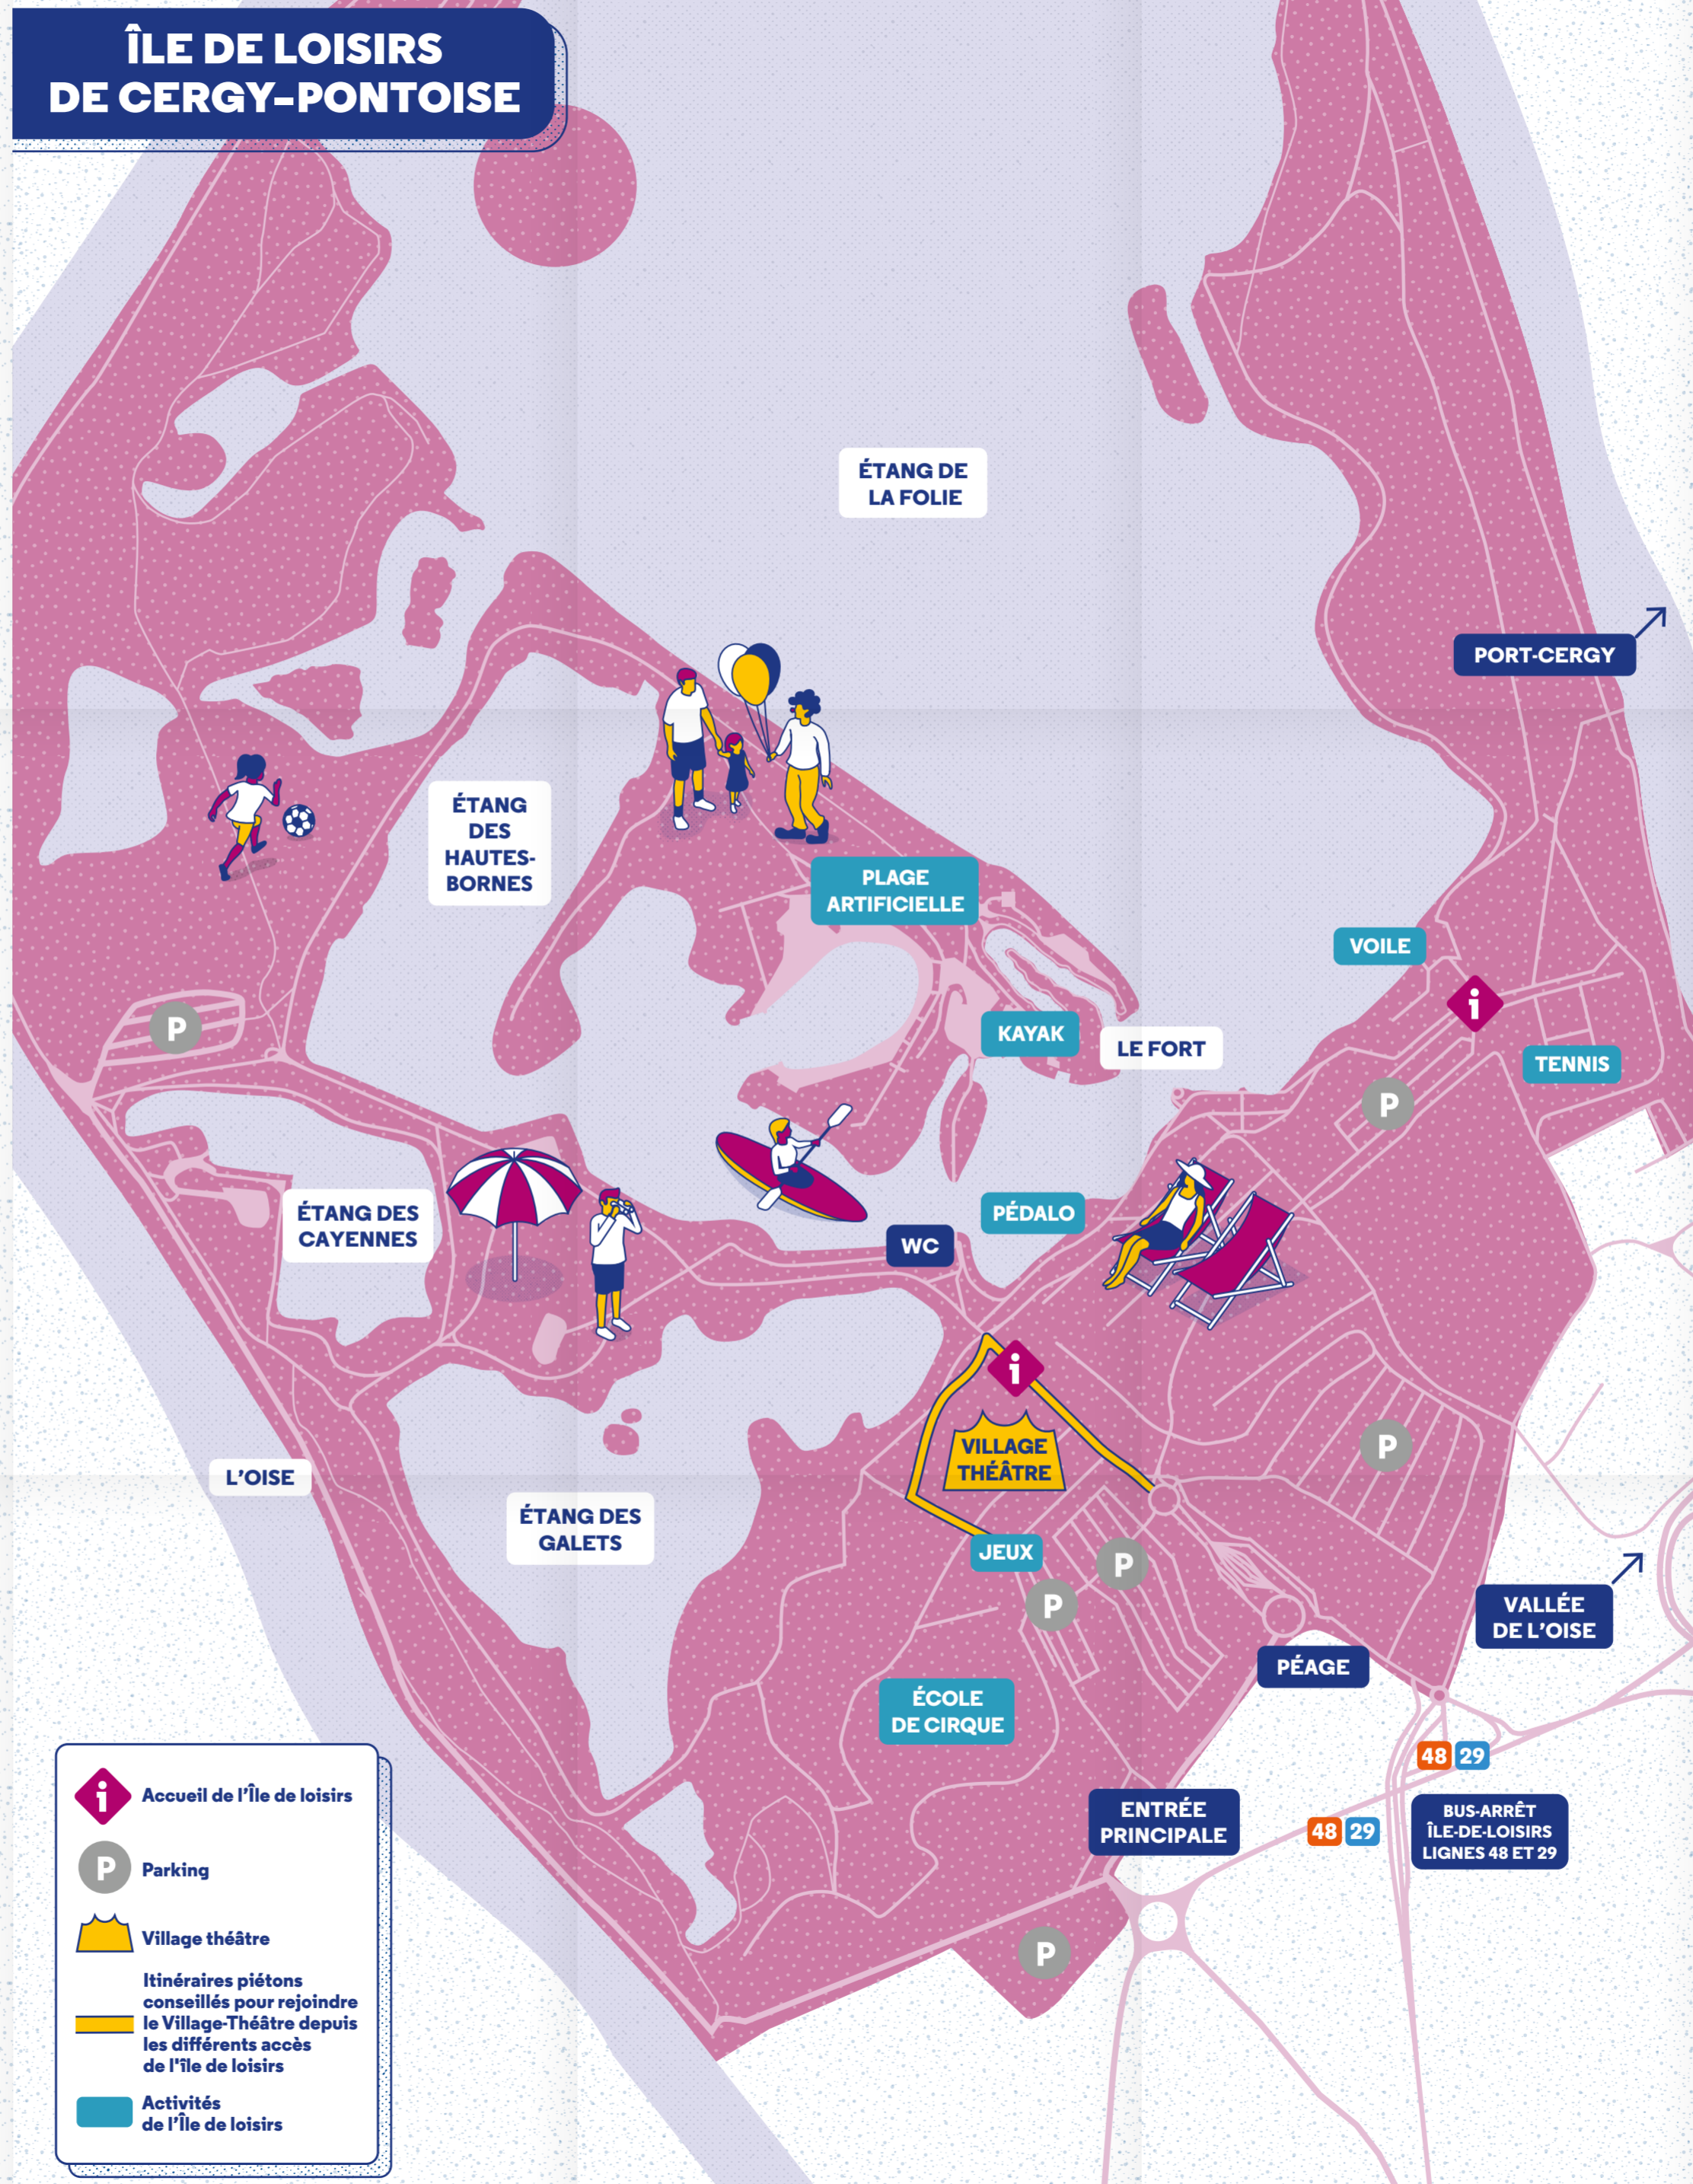 ÎLE DE LOISIRS
DE CERGY-PONTOISE
ÉTANG DE
LA FOLIE
PORT-CERGY
ÉTANG
DES
HAUTES-
BORNES
PLAGE
ARTIFICIELLE
VOILE
i
P
KAYAK
LE FORT
TENNIS
P
ÉTANG DES
CAYENNES
PÉDALO
WC
i
VILLAGE
THÉÂTRE
P
L'OISE
ÉTANG DES
GALETS
JEUX
P
P
VALLÉE
DE L'OISE
PÉAGE
ÉCOLE
DE CIRQUE
48 29
ENTRÉE
PRINCIPALE
48 29
BUS-ARRÊT
ÎLE-DE-LOISIRS
LIGNES 48 ET 29
P
i Accueil de l'Île de loisirs
P Parking
Village théâtre
Itinéraires piétons
conseillés pour rejoindre
le Village-Théâtre depuis
les différents accès
de l'île de loisirs
Activités
de l'Île de loisirs